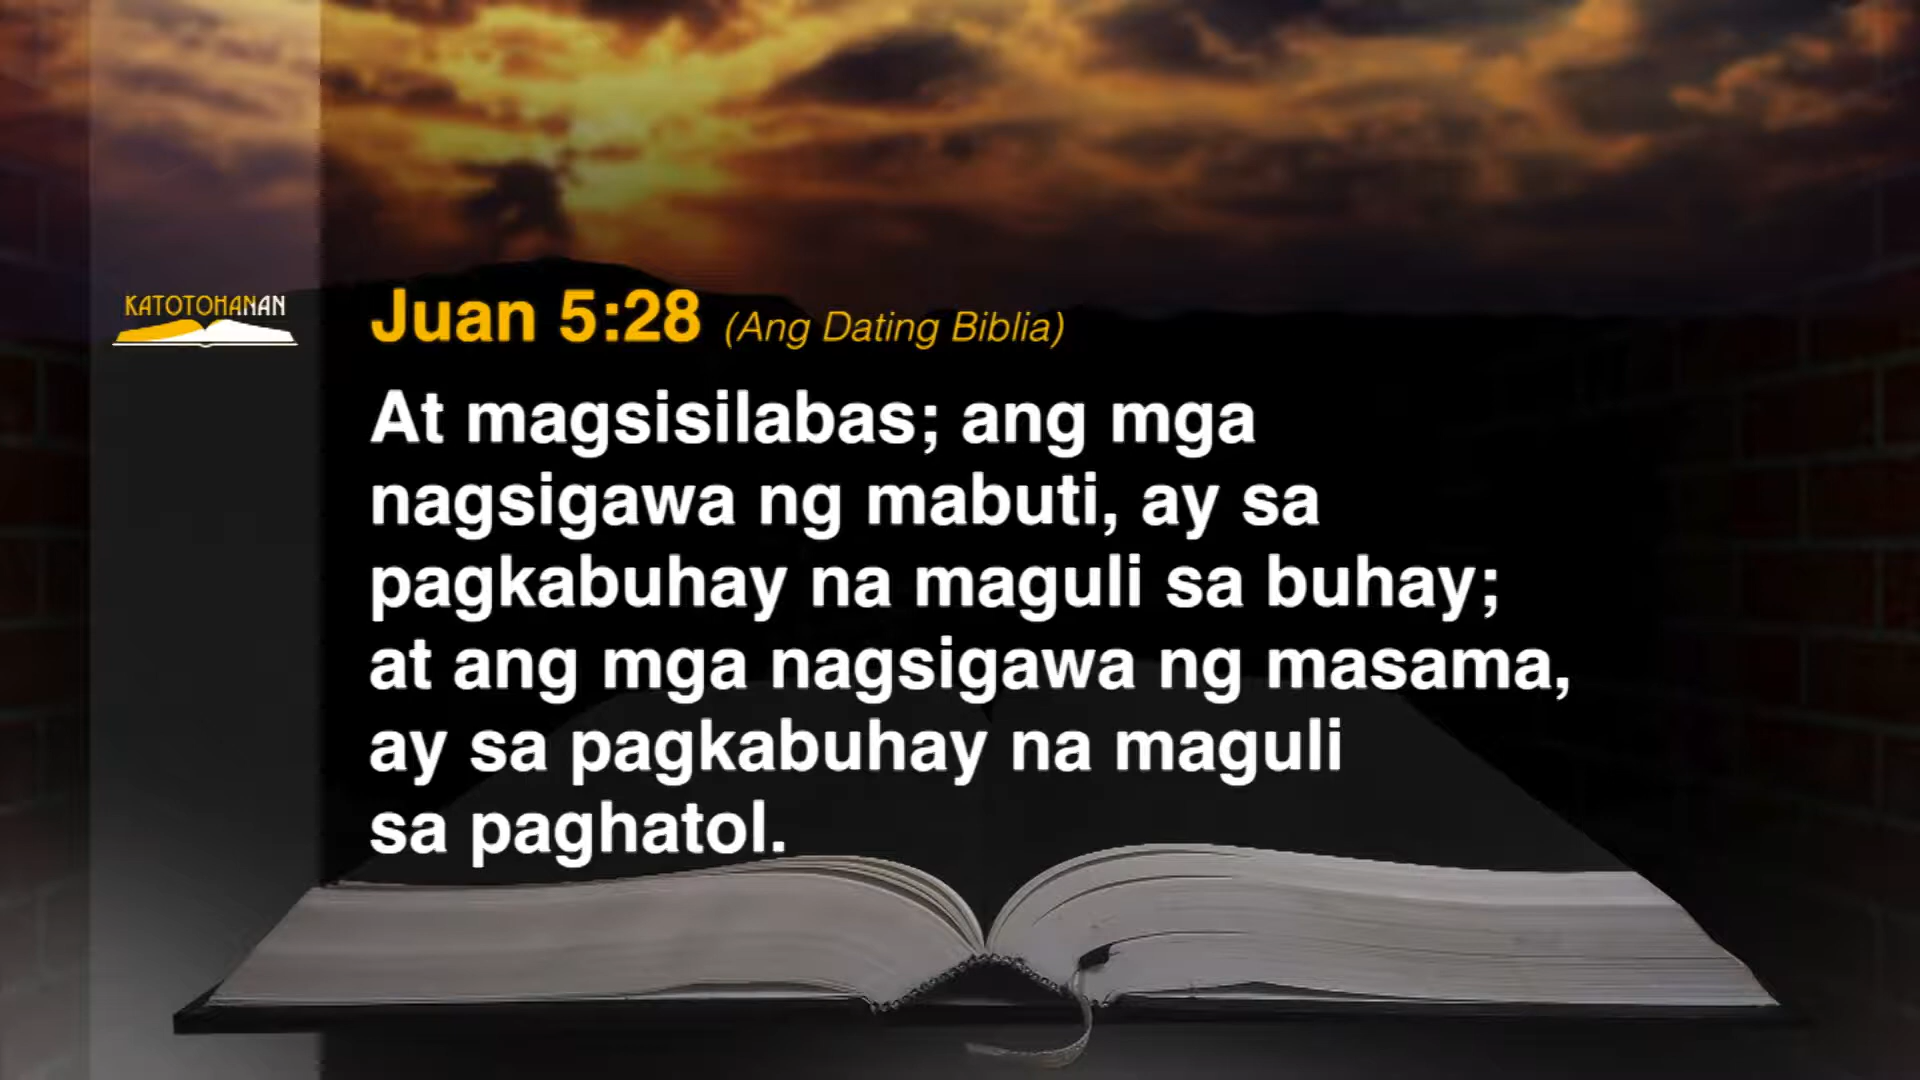 KATOTOHANAN
Juan 5:28 (Ang Dating Biblia)
At magsisilabas; ang mga
nagsigawa ng mabuti, ay sa
pagkabuhay na maguli sa buhay;
at ang mga nagsigawa ng masama,
ay sa pagkabuhay na maguli
sa paghatol.